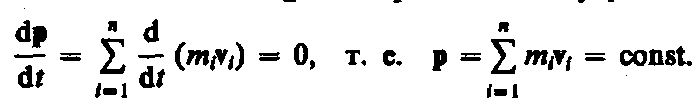 dp/dt = ∑_{i=1}^{n} d/dt (m_i v_i) = 0, т. е. p = ∑_{i=1}^{n} m_i v_i = const.